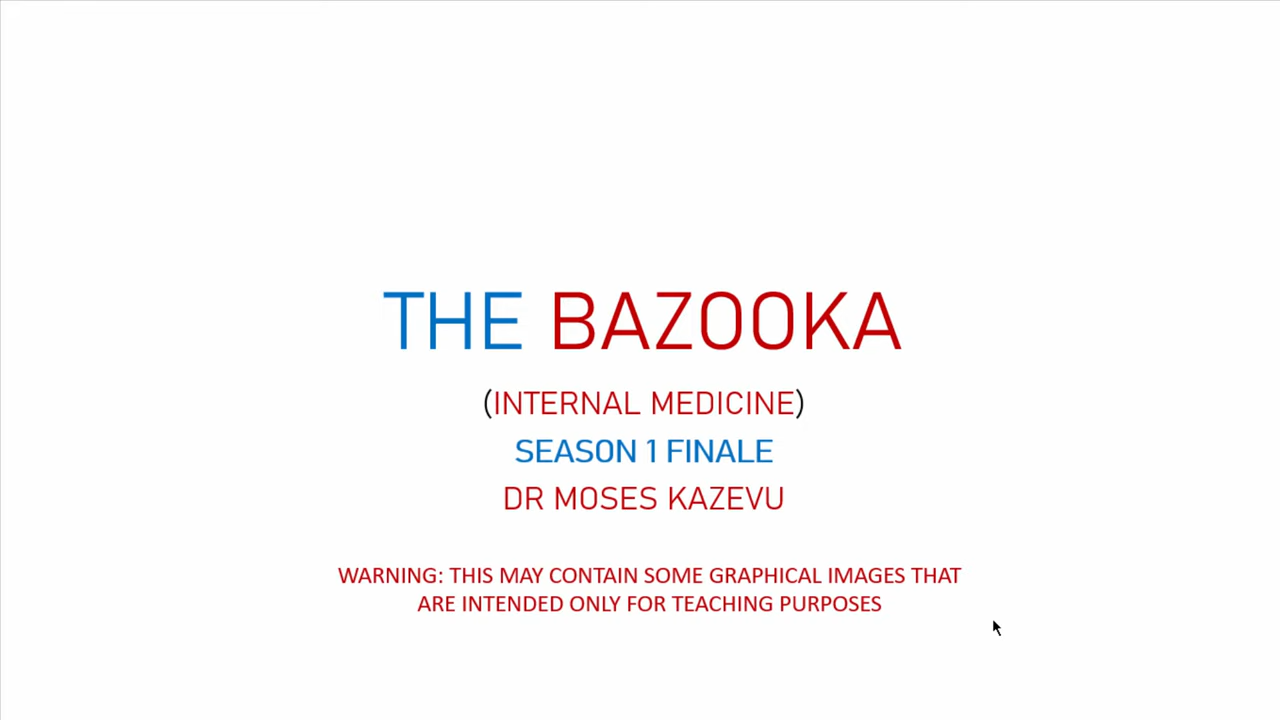 THE BAZOOKA
(INTERNAL MEDICINE)
SEASON 1 FINALE
DR MOSES KAZEVU
WARNING: THIS MAY CONTAIN SOME GRAPHICAL IMAGES THAT
ARE INTENDED ONLY FOR TEACHING PURPOSES